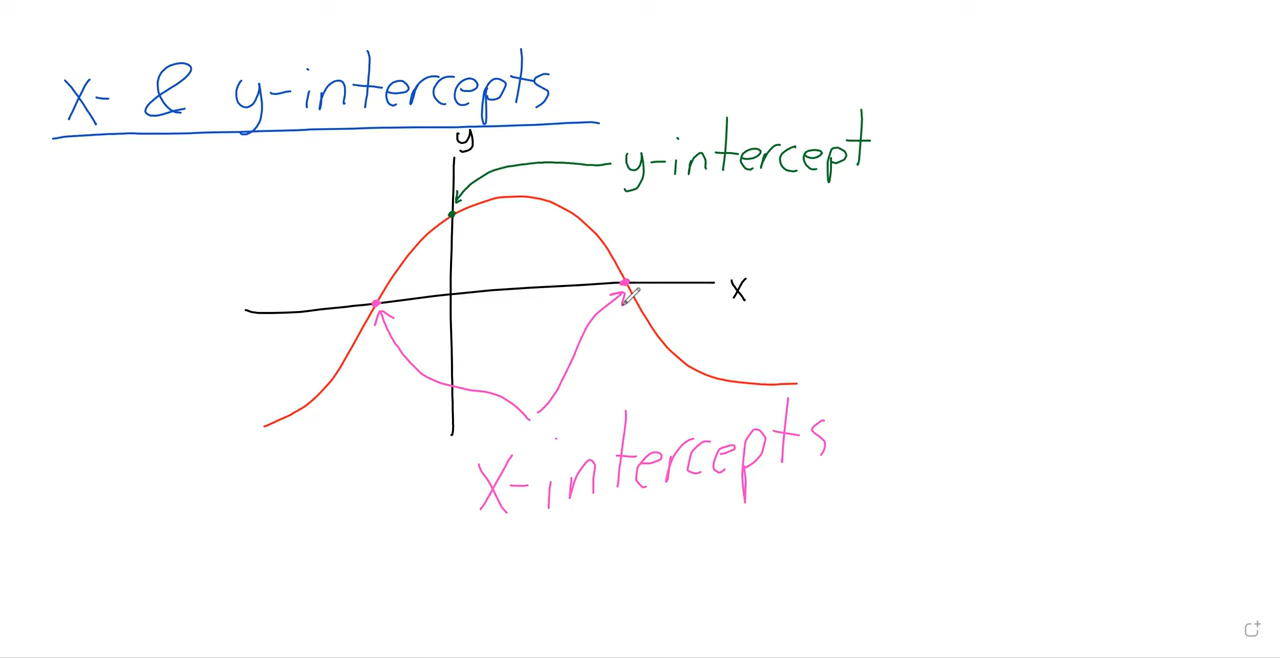 x- & y-intercepts
y
y-intercept
x
x-intercepts